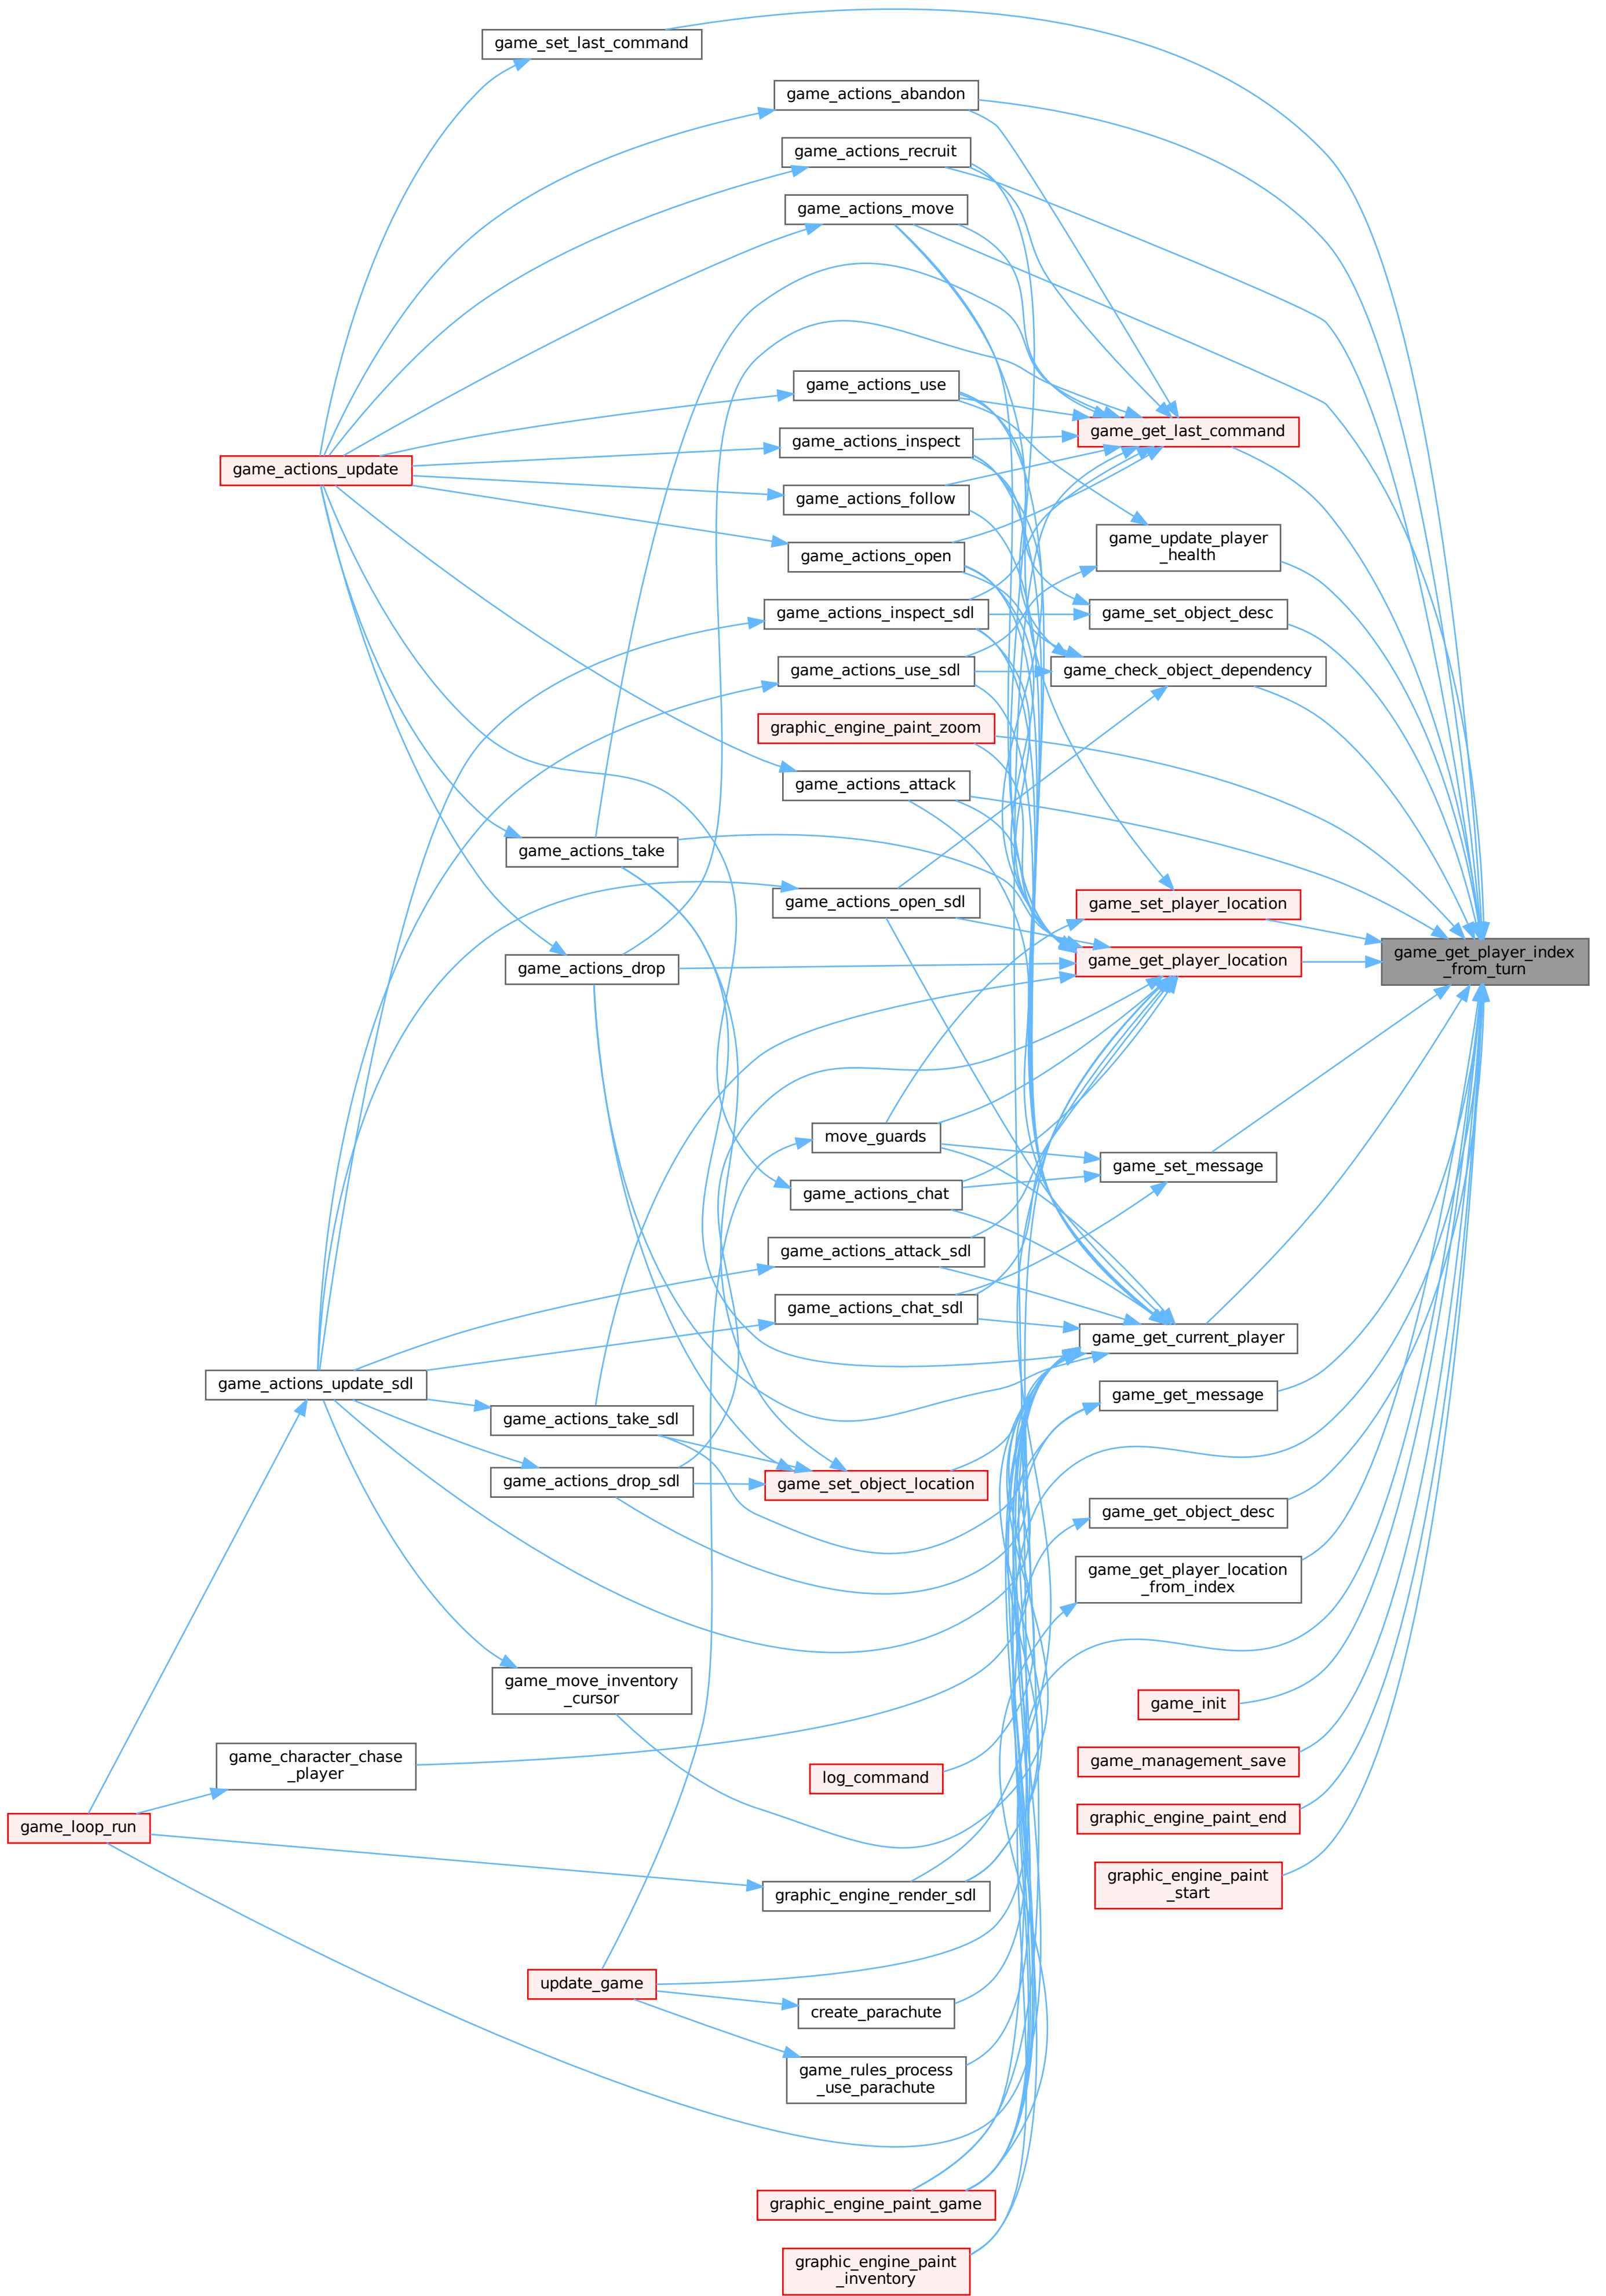 game_set_last_command
game_actions_abandon
game_actions_recruit
game_actions_move
game_actions_use
game_get_last_command
game_actions_inspect
game_actions_update
game_actions_follow
game_actions_open
game_update_player
_health
game_actions_inspect_sdl
game_set_object_desc
game_actions_use_sdl
game_check_object_dependency
graphic_engine_paint_zoom
game_actions_attack
game_actions_take
game_actions_open_sdl
game_set_player_location
game_actions_drop
game_get_player_location
game_get_player_index
_from_turn
move_guards
game_actions_chat
game_set_message
game_actions_attack_sdl
game_actions_chat_sdl
game_get_current_player
game_actions_update_sdl
game_get_message
game_actions_take_sdl
game_actions_drop_sdl
game_set_object_location
game_get_object_desc
game_get_player_location
_from_index
game_move_inventory
_cursor
game_init
game_character_chase
_player
log_command
game_management_save
game_loop_run
graphic_engine_paint_end
graphic_engine_render_sdl
graphic_engine_paint
_start
update_game
create_parachute
game_rules_process
_use_parachute
graphic_engine_paint_game
graphic_engine_paint
_inventory